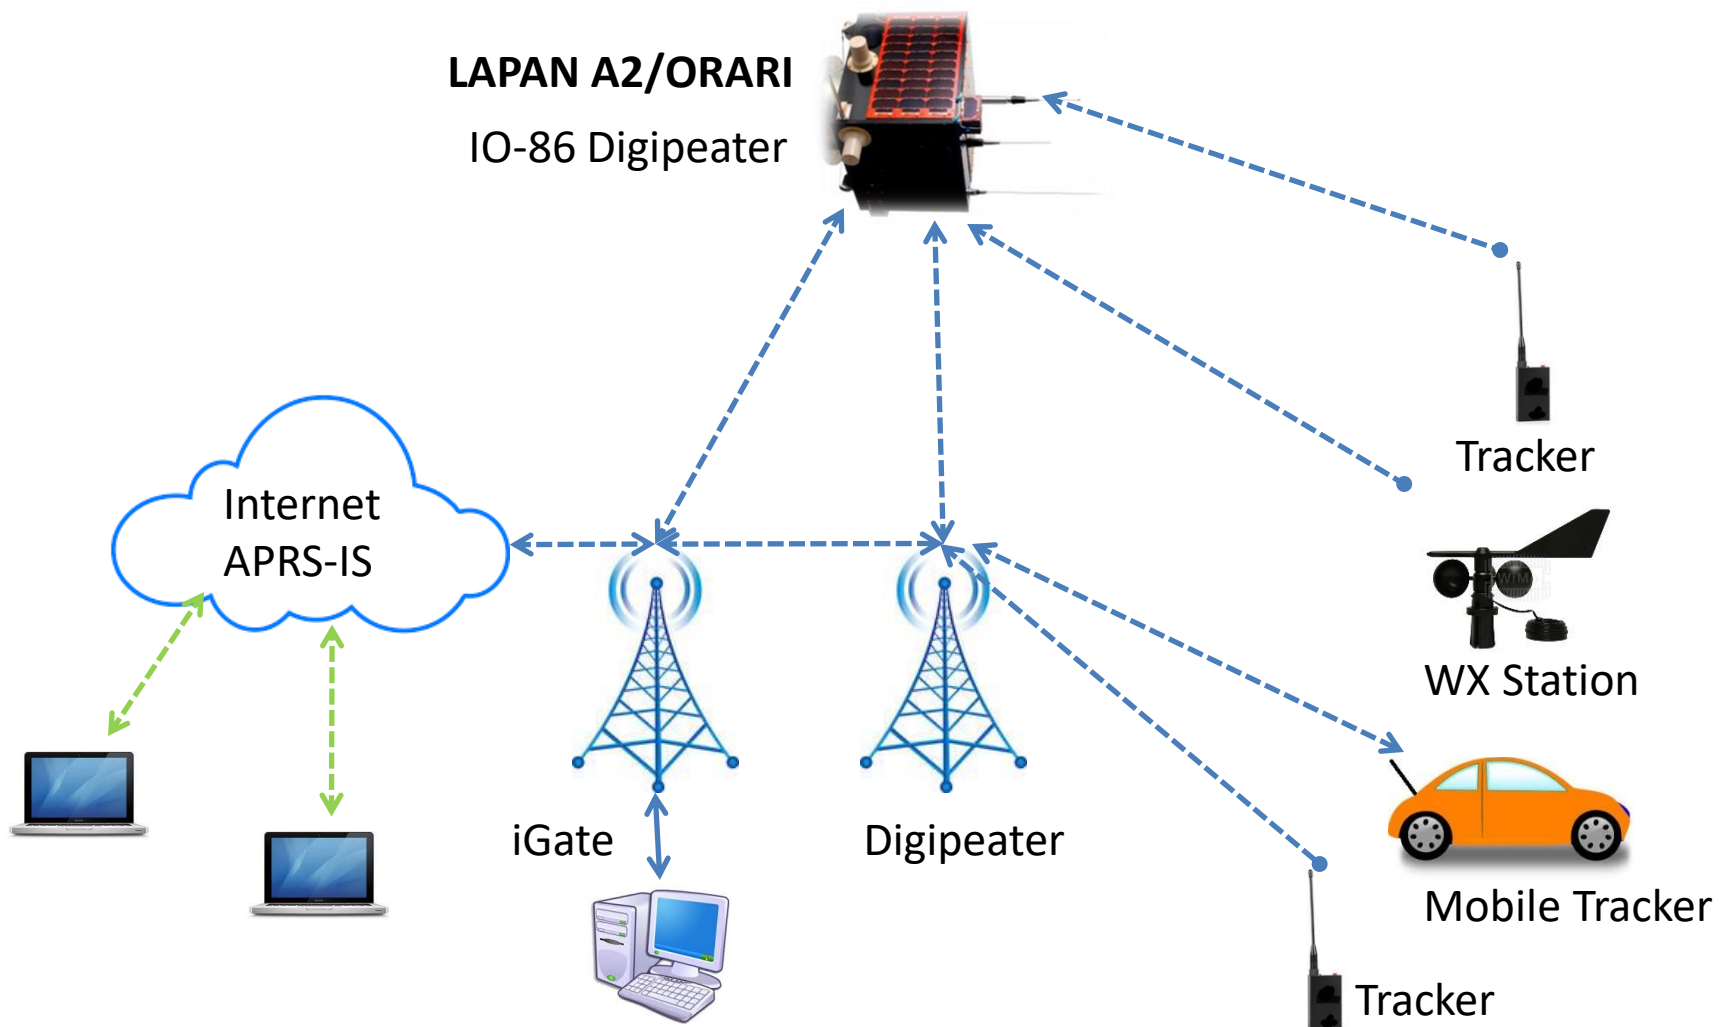 LAPAN A2/ORARI
IO-86 Digipeater
Tracker
Internet
APRS-IS
WX Station
iGate
Digipeater
Mobile Tracker
Tracker